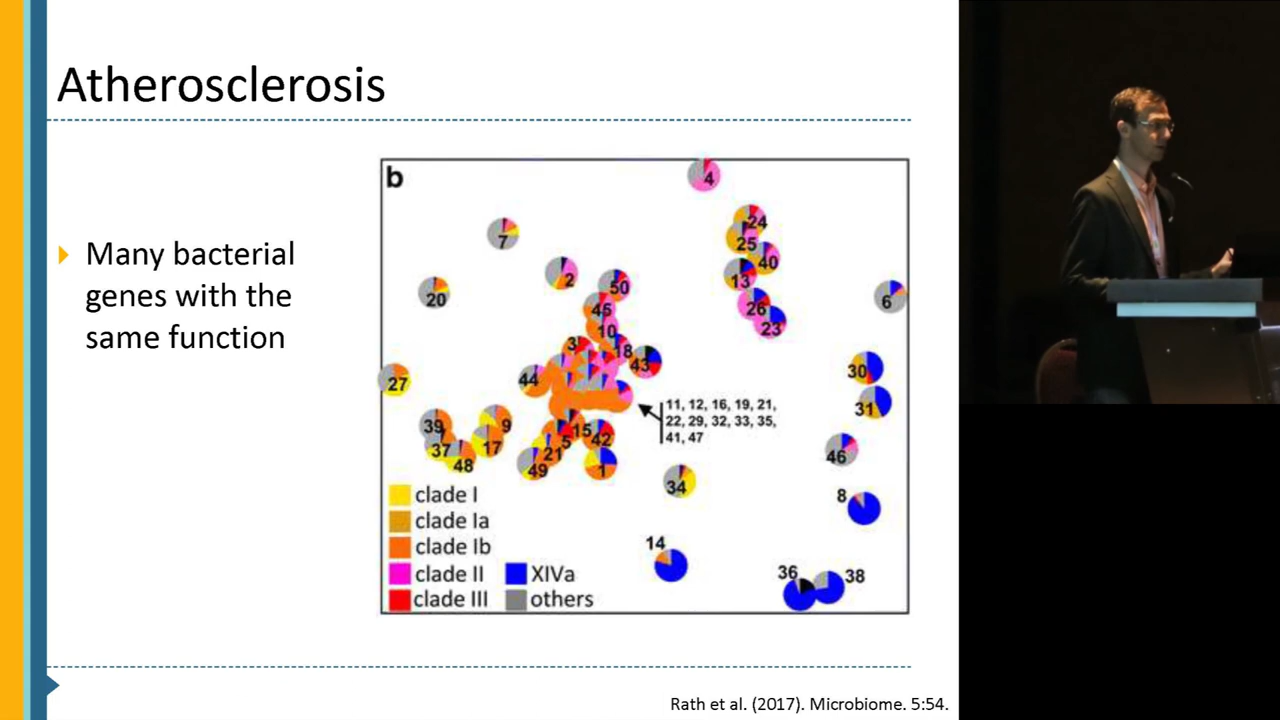 Atherosclerosis
Many bacterial
genes with the
same function
b
4
7
24
25
40
2
50
13
20
6
45
26
10
23
3
18
43
30
44
27
31
11, 12, 16, 19, 21,
22, 29, 32, 33, 35,
41, 47
39
9
15
5
42
37
17
21
46
48
49
1
34
8
clade I
clade Ia
clade Ib
14
clade II
XIVa
36
38
clade III
others
Rath et al. (2017). Microbiome. 5:54.